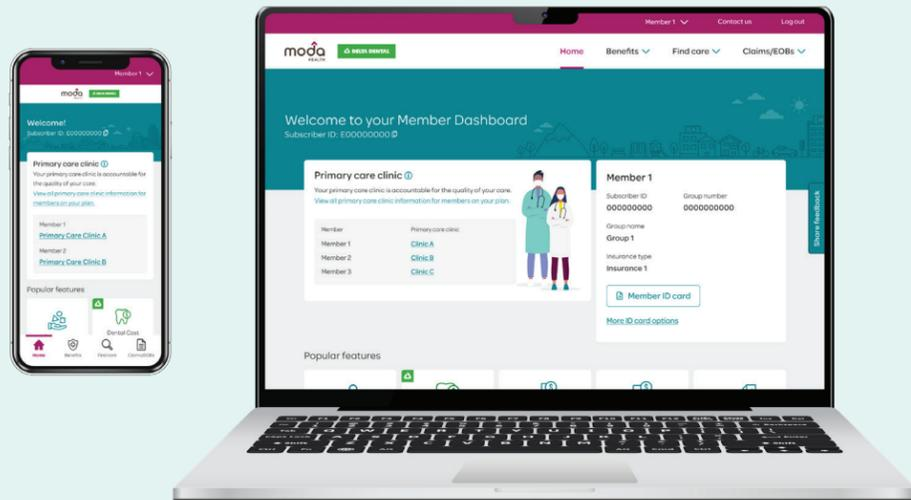 Member 1
moda
HEALTH
DELTA DENTAL
Welcome!
Subscriber ID: E00000000
Primary care clinic
Your primary care clinic is accountable for
the quality of your care.
View all primary care clinic information for
members on your plan.
Member 1
Primary Care Clinic A
Member 2
Primary Care Clinic B
Popular features
Dental Cost
Home Benefits Find care Claims/EOBs
Member 1 Contact us Log out
moda
HEALTH
DELTA DENTAL
Home Benefits Find care Claims/EOBs
Welcome to your Member Dashboard
Subscriber ID: E00000000
Primary care clinic
Your primary care clinic is accountable for the quality of your care.
View all primary care clinic information for members on your plan.
Member Primary care clinic
Member 1 Clinic A
Member 2 Clinic B
Member 3 Clinic C
Member 1
Subscriber ID Group number
000000000 0000000000
Group name
Group 1
Insurance type
Insurance 1
Member ID card
More ID card options
Share feedback
Popular features